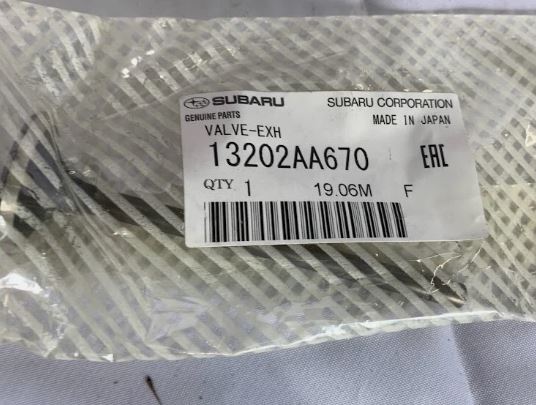 SUBARU SUBARU CORPORATION
GENUINE PARTS MADE IN JAPAN
VALVE-EXH
13202AA670 EAC
QTY 1 19.06M F